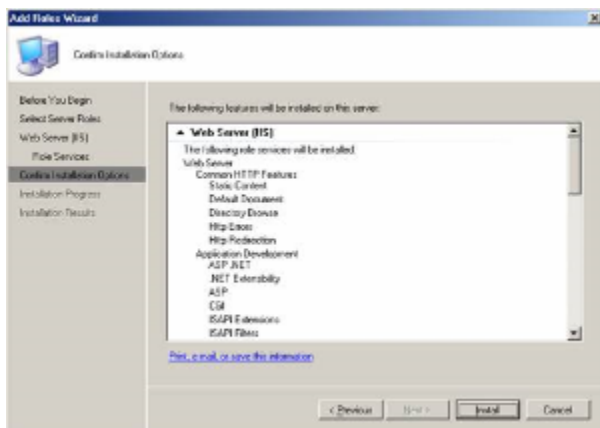 Add Roles Wizard
Confirm Installation Options
Before You Begin
Select Server Roles
Web Server (IIS)
Role Services
Confirm Installation Options
Installation Progress
Installation Results
The following features will be installed on this server:
Web Server (IIS)
The following role services will be installed:
Web Server
Common HTTP Features
Static Content
Default Document
Directory Browse
Http Errors
Http Redirection
Application Development
ASP.NET
.NET Extensibility
ASP
CGI
ISAPI Extensions
ISAPI Filters
Print, e-mail, or save this information
< Previous
Next >
Install
Cancel